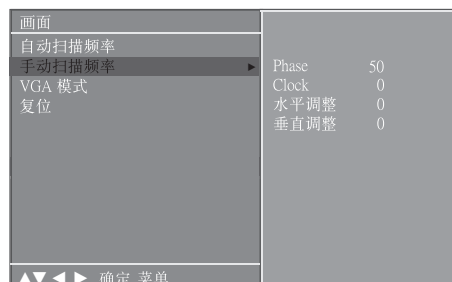 画面
自动扫描频率
手动扫描频率 ▶
VGA 模式
复位
Phase 50
Clock 0
水平调整 0
垂直调整 0
▲▼◀ ▶ 确定 菜单